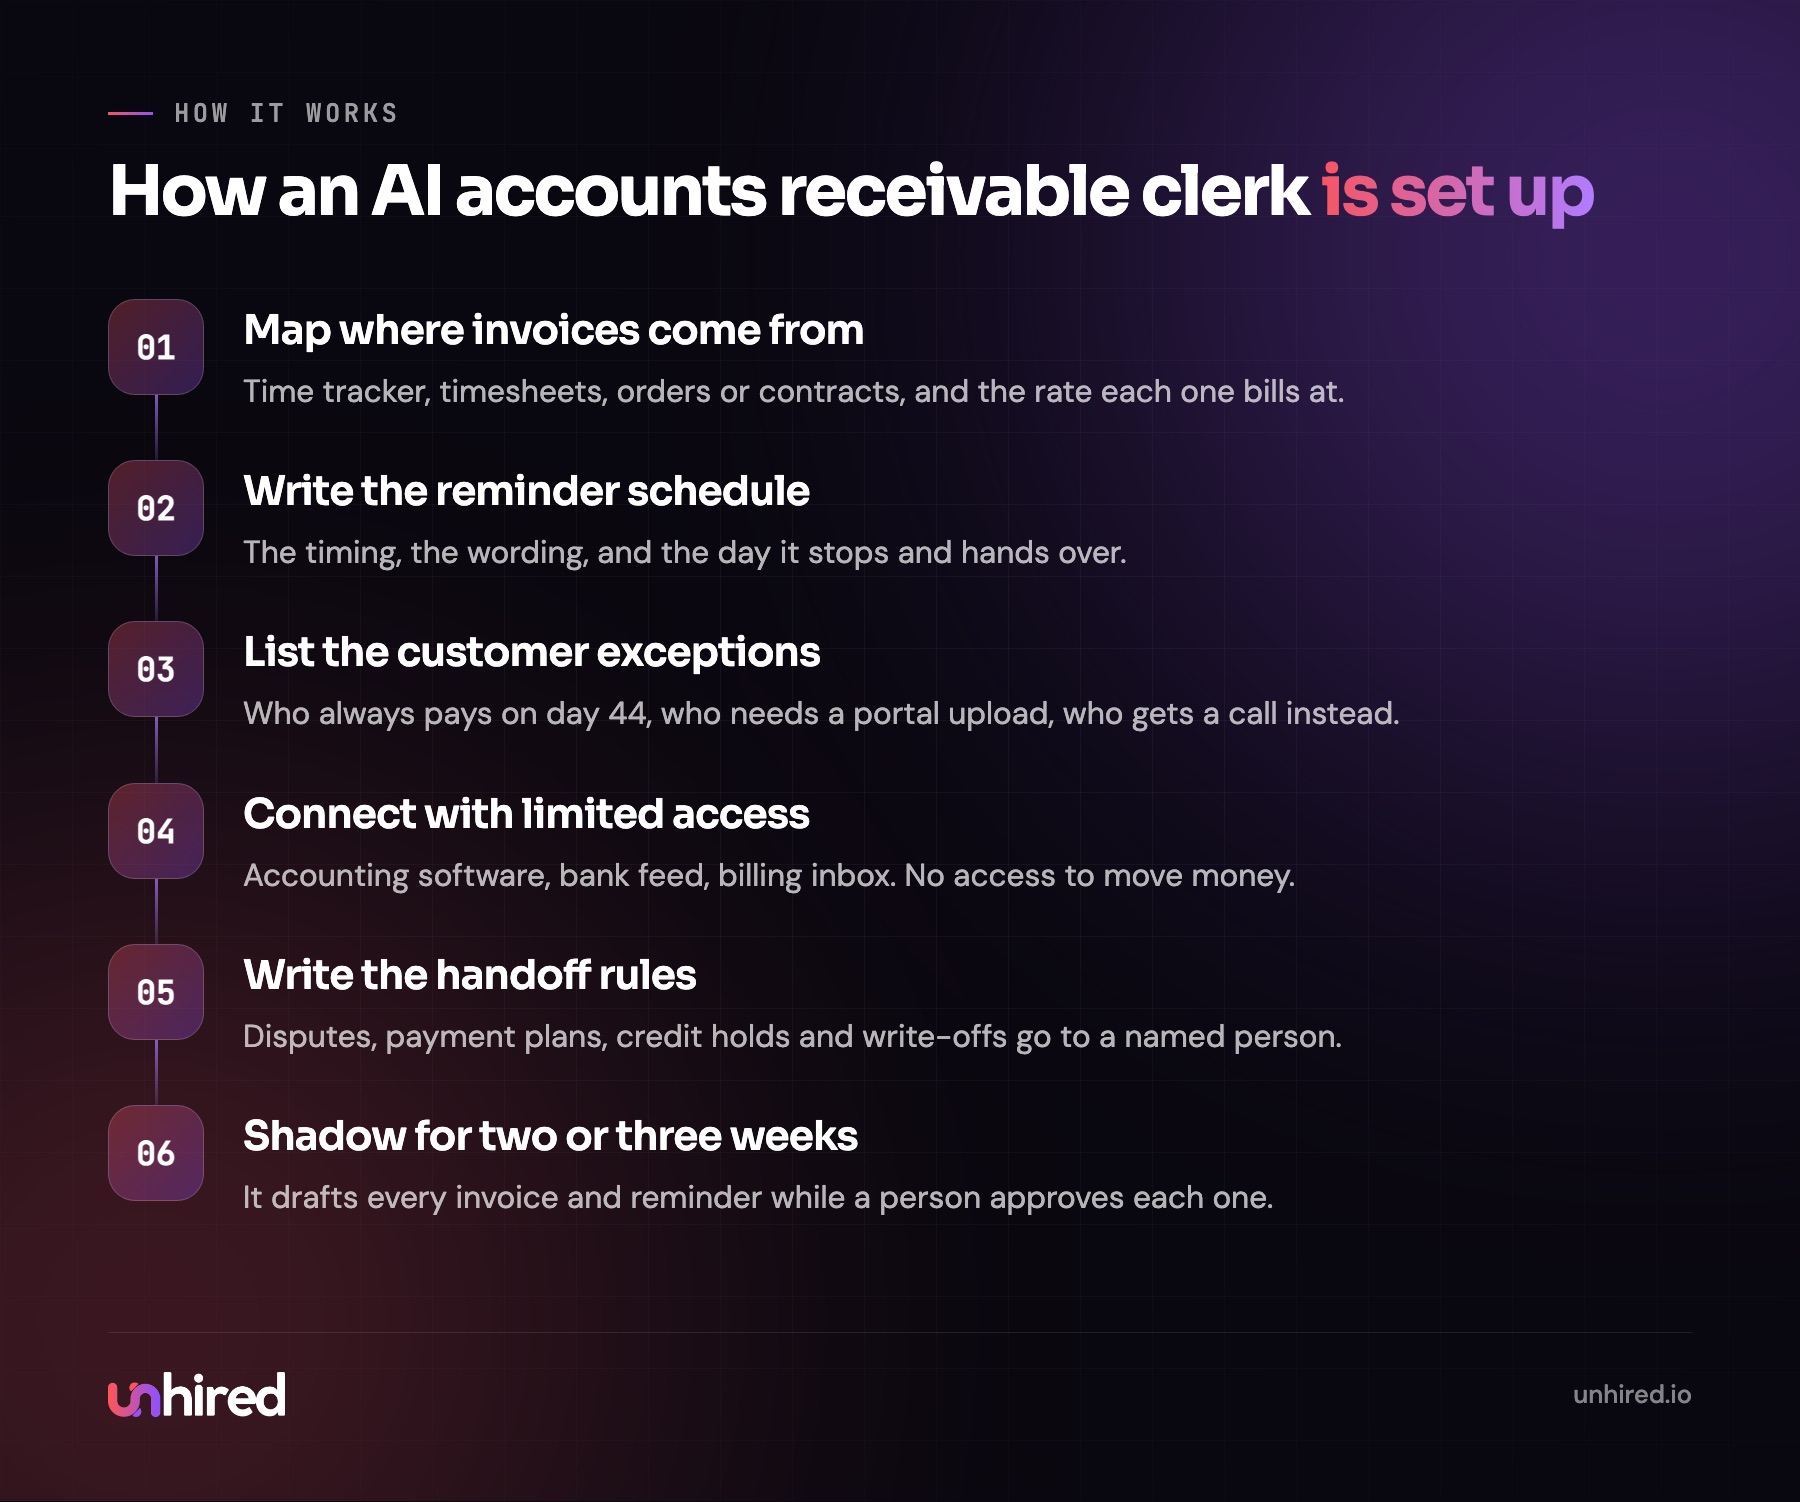 HOW IT WORKS
How an AI accounts receivable clerk is set up
01
Map where invoices come from
Time tracker, timesheets, orders or contracts, and the rate each one bills at.
02
Write the reminder schedule
The timing, the wording, and the day it stops and hands over.
03
List the customer exceptions
Who always pays on day 44, who needs a portal upload, who gets a call instead.
04
Connect with limited access
Accounting software, bank feed, billing inbox. No access to move money.
05
Write the handoff rules
Disputes, payment plans, credit holds and write-offs go to a named person.
06
Shadow for two or three weeks
It drafts every invoice and reminder while a person approves each one.
unhired
unhired.io